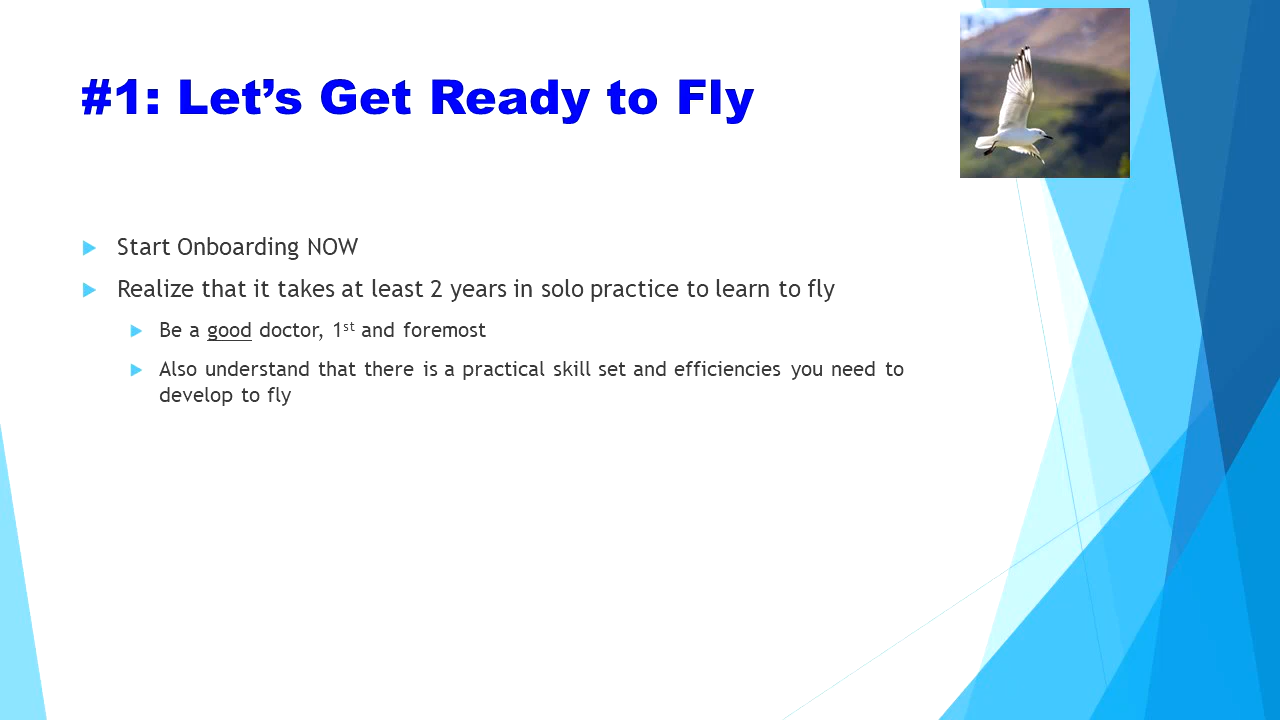 #1: Let’s Get Ready to Fly
Start Onboarding NOW
Realize that it takes at least 2 years in solo practice to learn to fly
Be a good doctor, 1st and foremost
Also understand that there is a practical skill set and efficiencies you need to
develop to fly